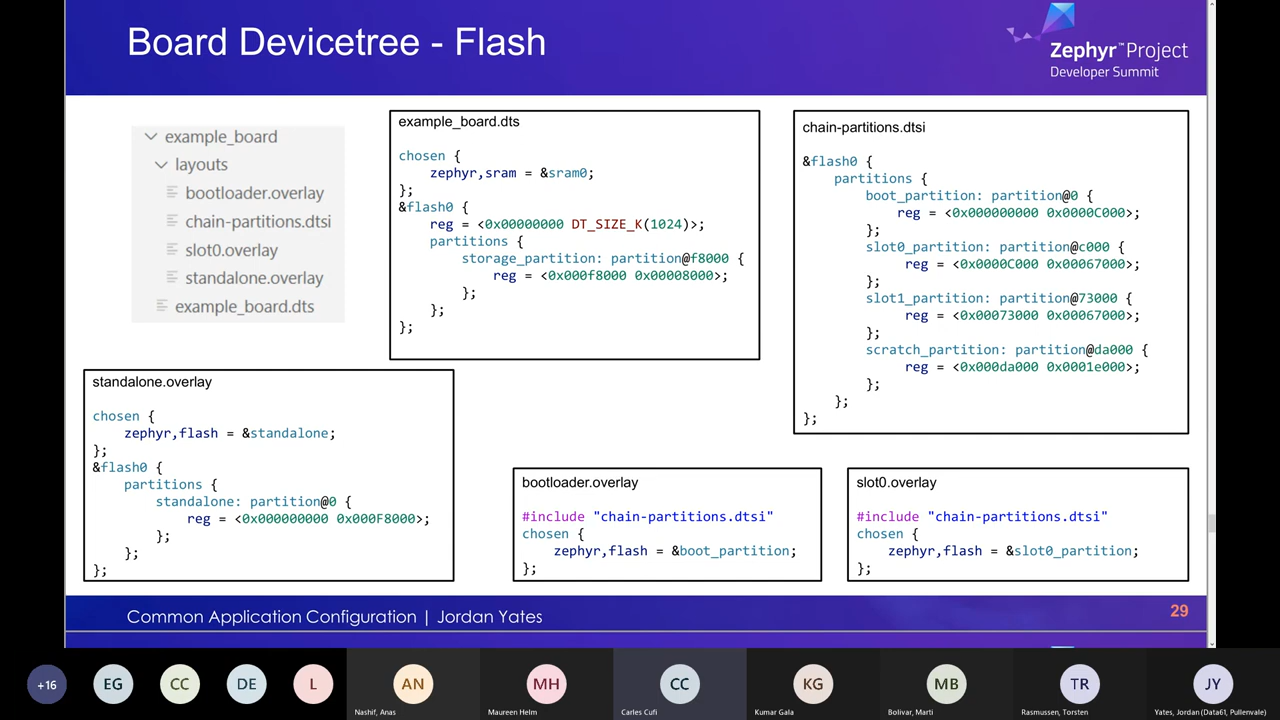 Board Devicetree - Flash
Zephyr™Project
Developer Summit
example_board
layouts
bootloader.overlay
chain-partitions.dtsi
slot0.overlay
standalone.overlay
example_board.dts
example_board.dts
chosen {
zephyr,sram = &sram0;
};
&flash0 {
reg = <0x00000000 DT_SIZE_K(1024)>;
partitions {
storage_partition: partition@f8000 {
reg = <0x000f8000 0x00008000>;
};
};
};
chain-partitions.dtsi
&flash0 {
partitions {
boot_partition: partition@0 {
reg = <0x000000000 0x0000C000>;
};
slot0_partition: partition@c000 {
reg = <0x0000C000 0x00067000>;
};
slot1_partition: partition@73000 {
reg = <0x00073000 0x00067000>;
};
scratch_partition: partition@da000 {
reg = <0x000da000 0x0001e000>;
};
};
};
standalone.overlay
chosen {
zephyr,flash = &standalone;
};
&flash0 {
partitions {
standalone: partition@0 {
reg = <0x000000000 0x000F8000>;
};
};
};
bootloader.overlay
#include "chain-partitions.dtsi"
chosen {
zephyr,flash = &boot_partition;
};
slot0.overlay
#include "chain-partitions.dtsi"
chosen {
zephyr,flash = &slot0_partition;
};
Common Application Configuration | Jordan Yates
29
+16
EG
CC
DE
L
AN
MH
CC
KG
MB
TR
JY
Nashif, Anas
Maureen Helm
Carles Cufi
Kumar Gala
Bolivar, Marti
Rasmussen, Torsten
Yates, Jordan (Data61, Pullenvale)